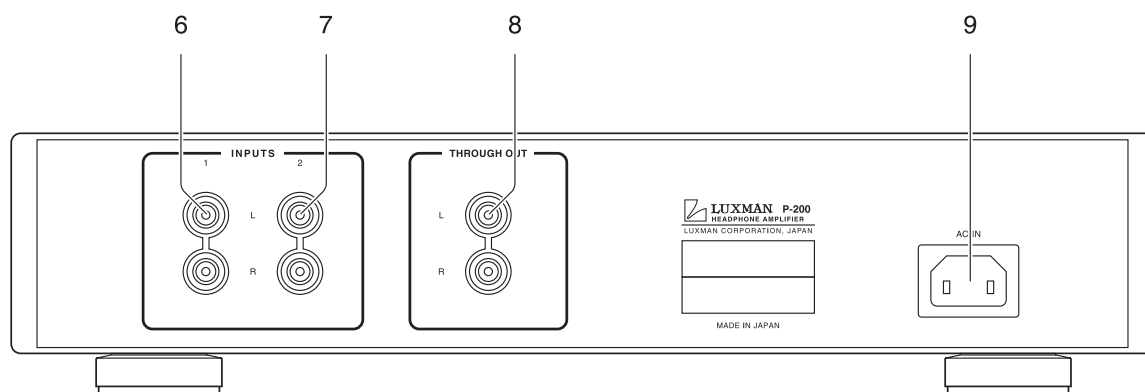 6 7 8 9
INPUTS
1 2
THROUGH OUT
L
L
R
R
LUXMAN P-200
HEADPHONE AMPLIFIER
LUXMAN CORPORATION, JAPAN
MADE IN JAPAN
AC IN